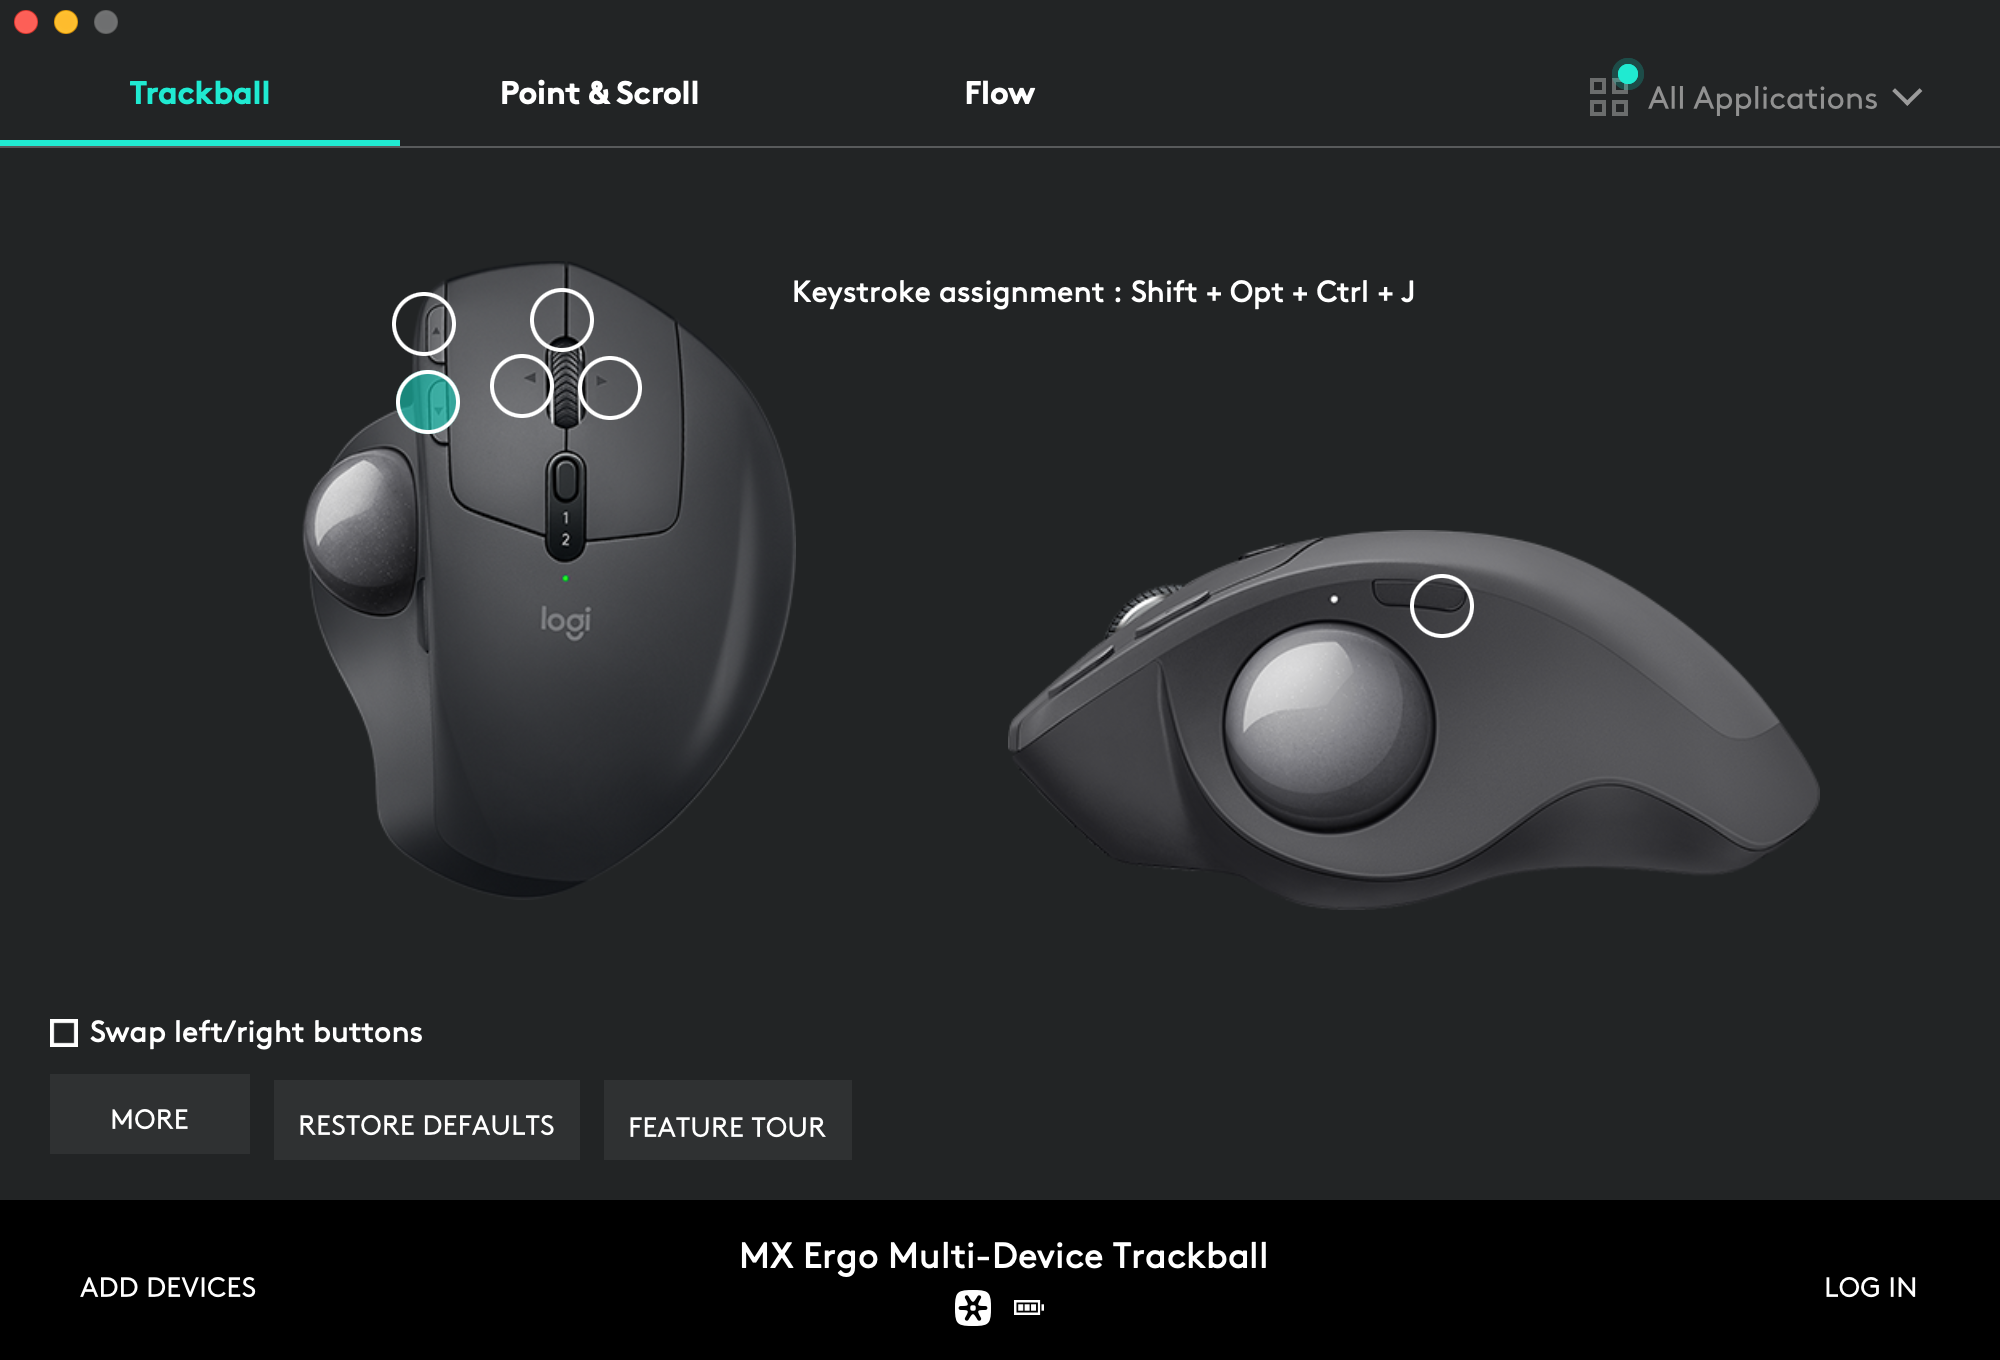 Trackball
Point & Scroll
Flow
All Applications
Keystroke assignment : Shift + Opt + Ctrl + J
1
2
logi
Swap left/right buttons
MORE
RESTORE DEFAULTS
FEATURE TOUR
MX Ergo Multi-Device Trackball
ADD DEVICES
LOG IN